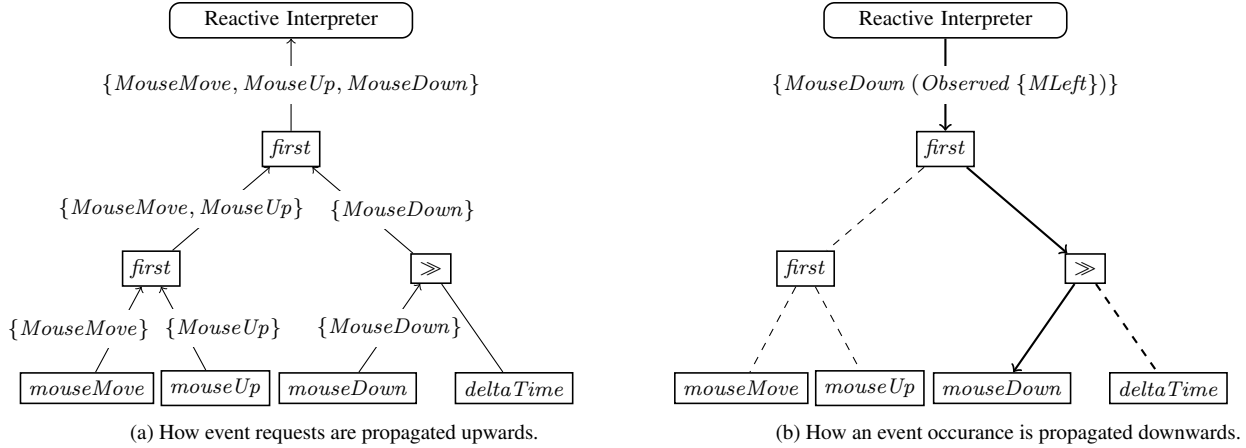 Reactive Interpreter
{MouseMove, MouseUp, MouseDown}
first
{MouseMove, MouseUp} {MouseDown}
first ≫
{MouseMove} {MouseUp} {MouseDown}
mouseMove mouseUp mouseDown deltaTime
(a) How event requests are propagated upwards.
Reactive Interpreter
{MouseDown (Observed {MLeft})}
first
first ≫
mouseMove mouseUp mouseDown deltaTime
(b) How an event occurance is propagated downwards.